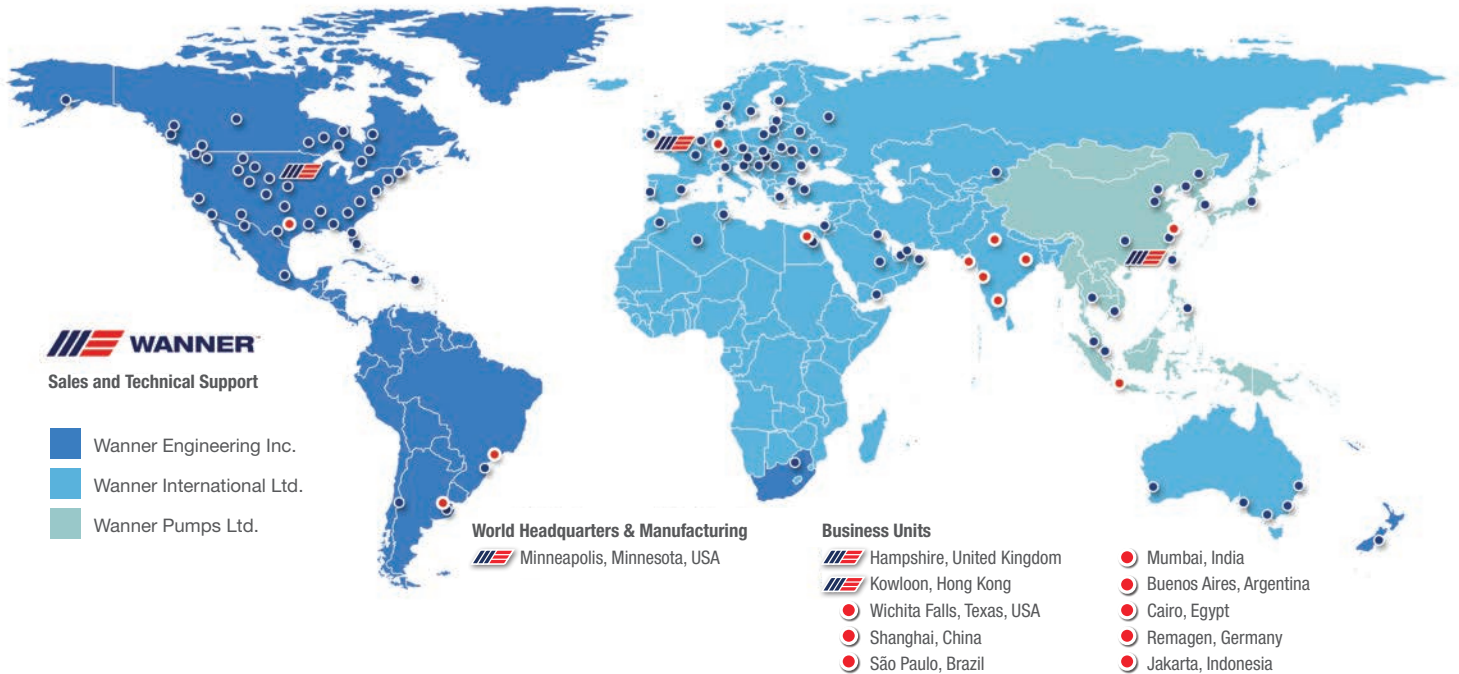 WANNER™
Sales and Technical Support
Wanner Engineering Inc.
Wanner International Ltd.
Wanner Pumps Ltd.
World Headquarters & Manufacturing
Minneapolis, Minnesota, USA
Business Units
Hampshire, United Kingdom
Kowloon, Hong Kong
Wichita Falls, Texas, USA
Shanghai, China
São Paulo, Brazil
Mumbai, India
Buenos Aires, Argentina
Cairo, Egypt
Remagen, Germany
Jakarta, Indonesia